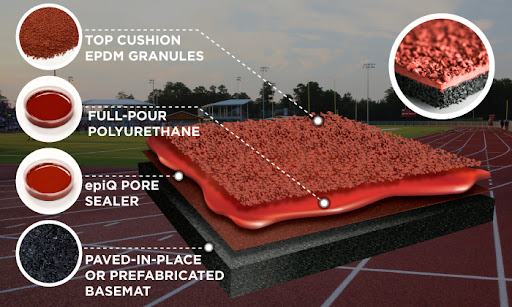 TOP CUSHION
EPDM GRANULES
FULL-POUR
POLYURETHANE
epiQ PORE
SEALER
PAVED-IN-PLACE
OR PREFABRICATED
BASEMAT